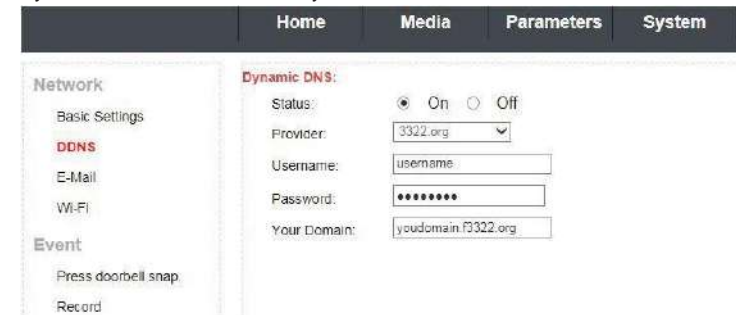 Home Media Parameters System
Network
Basic Settings
DDNS
E-Mail
Wi-Fi
Event
Press doorbell snap
Record
Dynamic DNS:
Status: On Off
Provider: 3322.org
Username: username
Password: ••••••••
Your Domain: youdomain.f3322.org